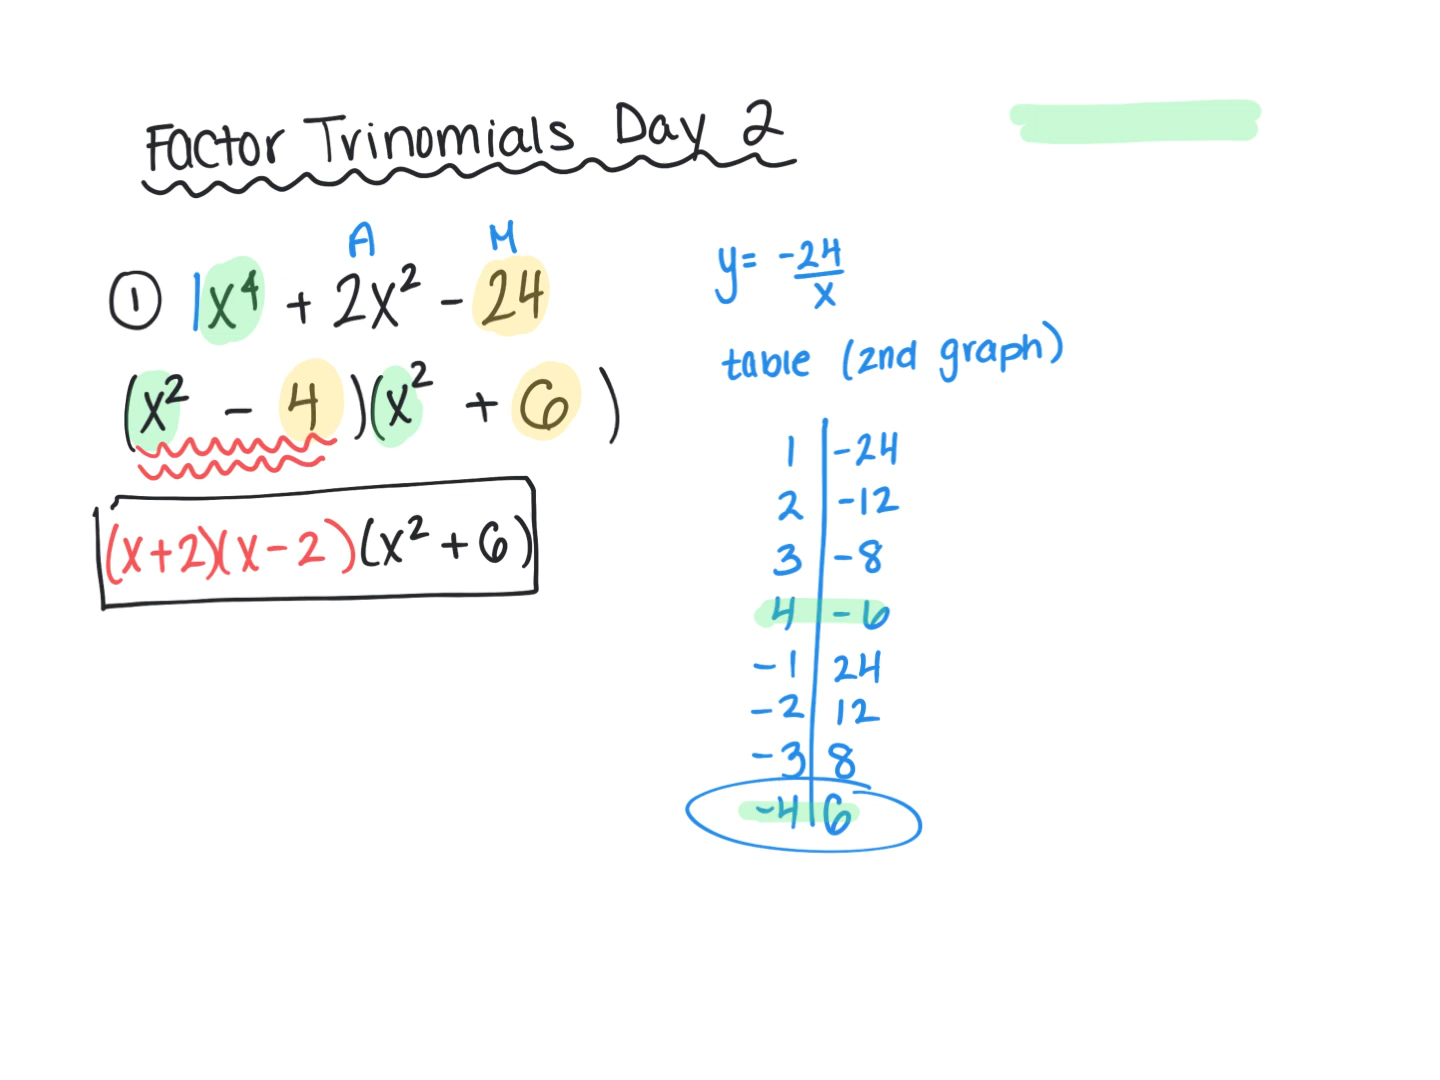 Factor Trinomials Day 2
A M
① 1x⁴ + 2x² - 24
(x² - 4)(x² + 6)
(x+2)(x-2)(x² + 6)
y = -24/x
table (2nd graph)
1 | -24
2 | -12
3 | -8
4 | -6
-1 | 24
-2 | 12
-3 | 8
-4 | 6